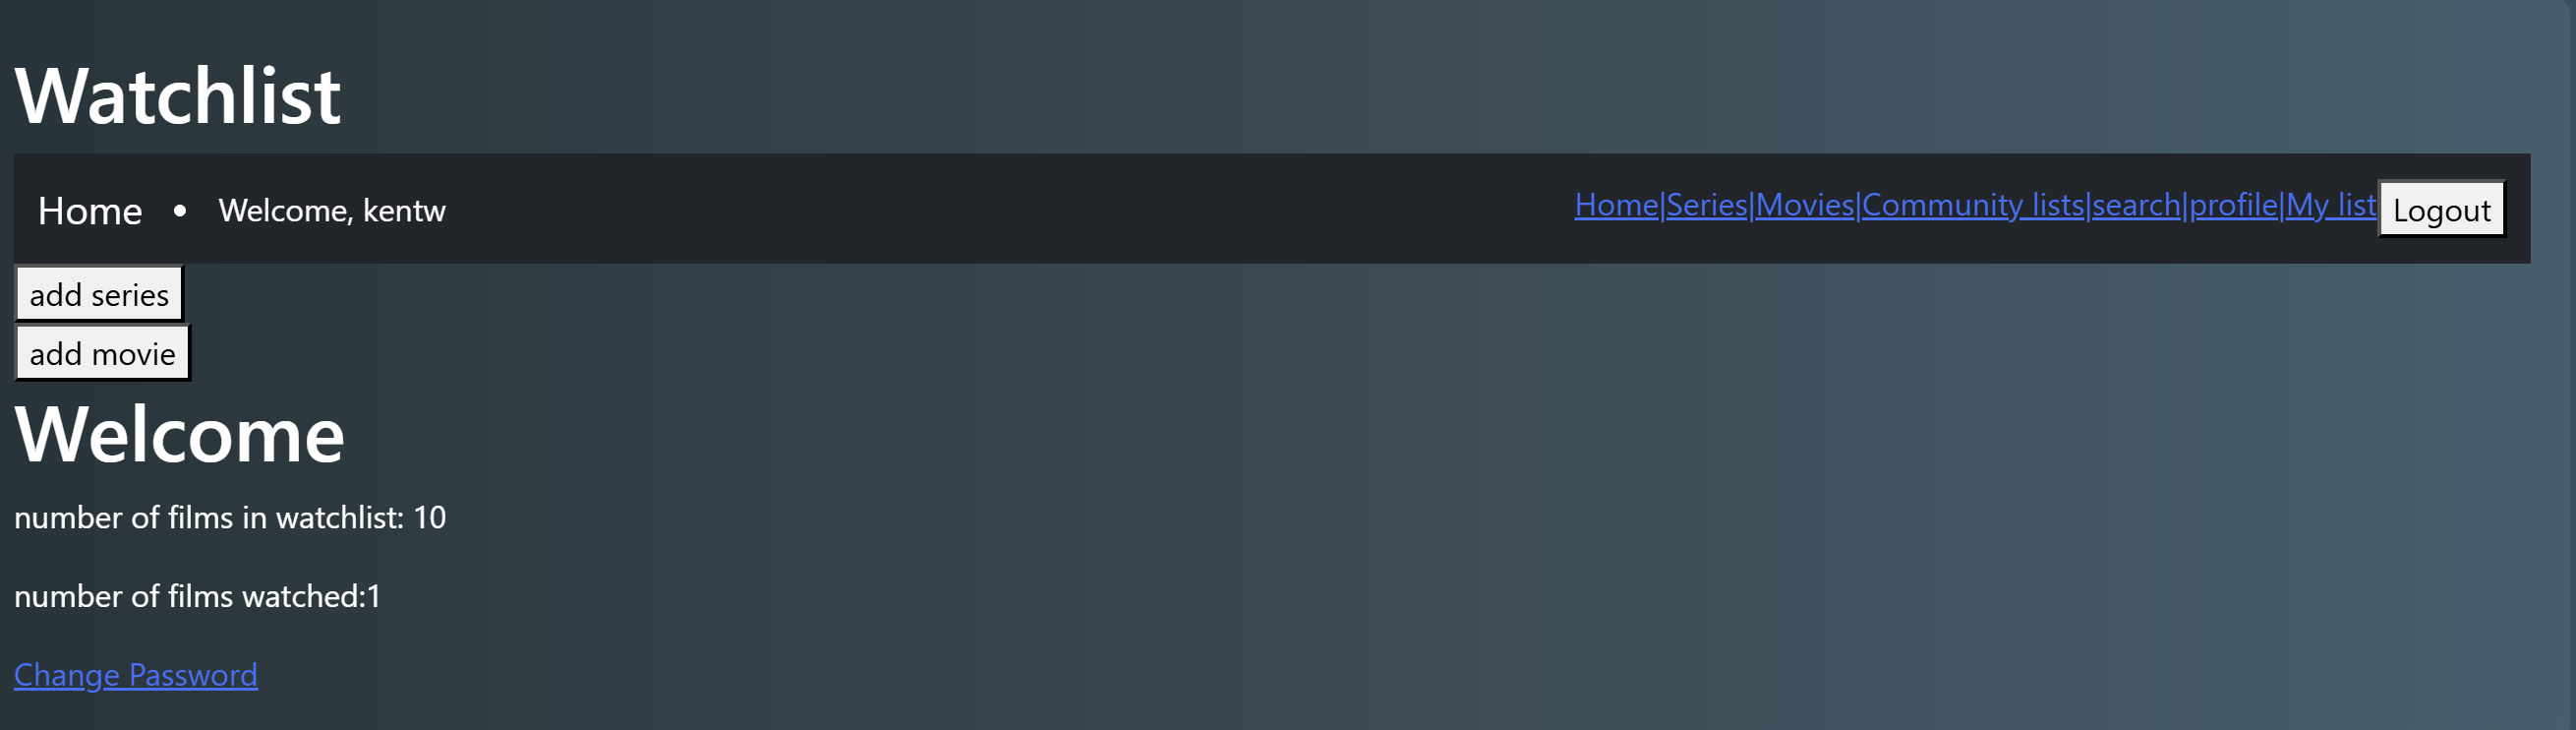 Watchlist
Home • Welcome, kentw Home|Series|Movies|Community lists|search|profile|My list Logout
add series
add movie
Welcome
number of films in watchlist: 10
number of films watched:1
Change Password